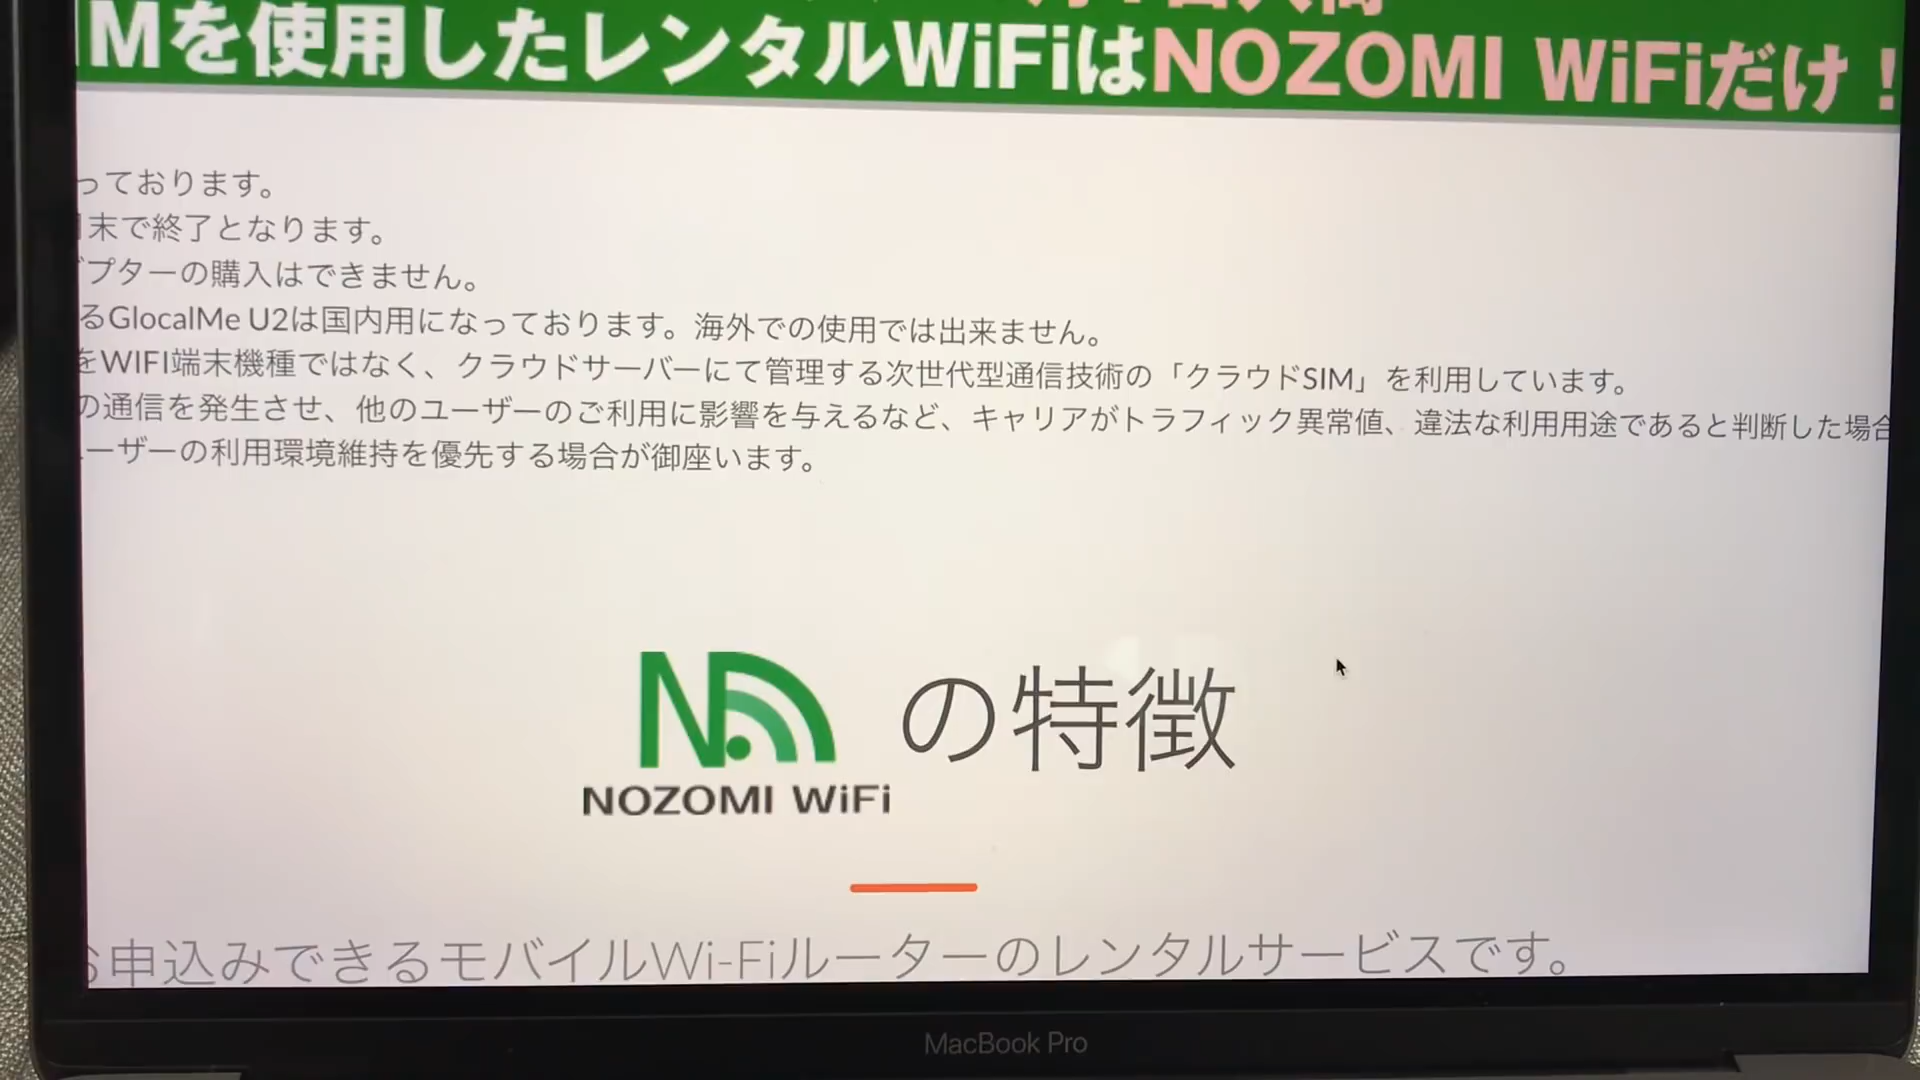 Mを使用したレンタルWiFiはNOZOMI WiFiだけ！
っております。
末で終了となります。
プターの購入はできません。
るGlocalMe U2は国内用になっております。海外での使用では出来ません。
をWIFI端末機種ではなく、クラウドサーバーにて管理する次世代型通信技術の「クラウドSIM」を利用しています。
の通信を発生させ、他のユーザーのご利用に影響を与えるなど、キャリアがトラフィック異常値、違法な利用用途であると判断した場合
ーザーの利用環境維持を優先する場合が御座います。
の特徴
NOZOMI WiFi
お申込みできるモバイルWi-Fiルーターのレンタルサービスです。
MacBook Pro